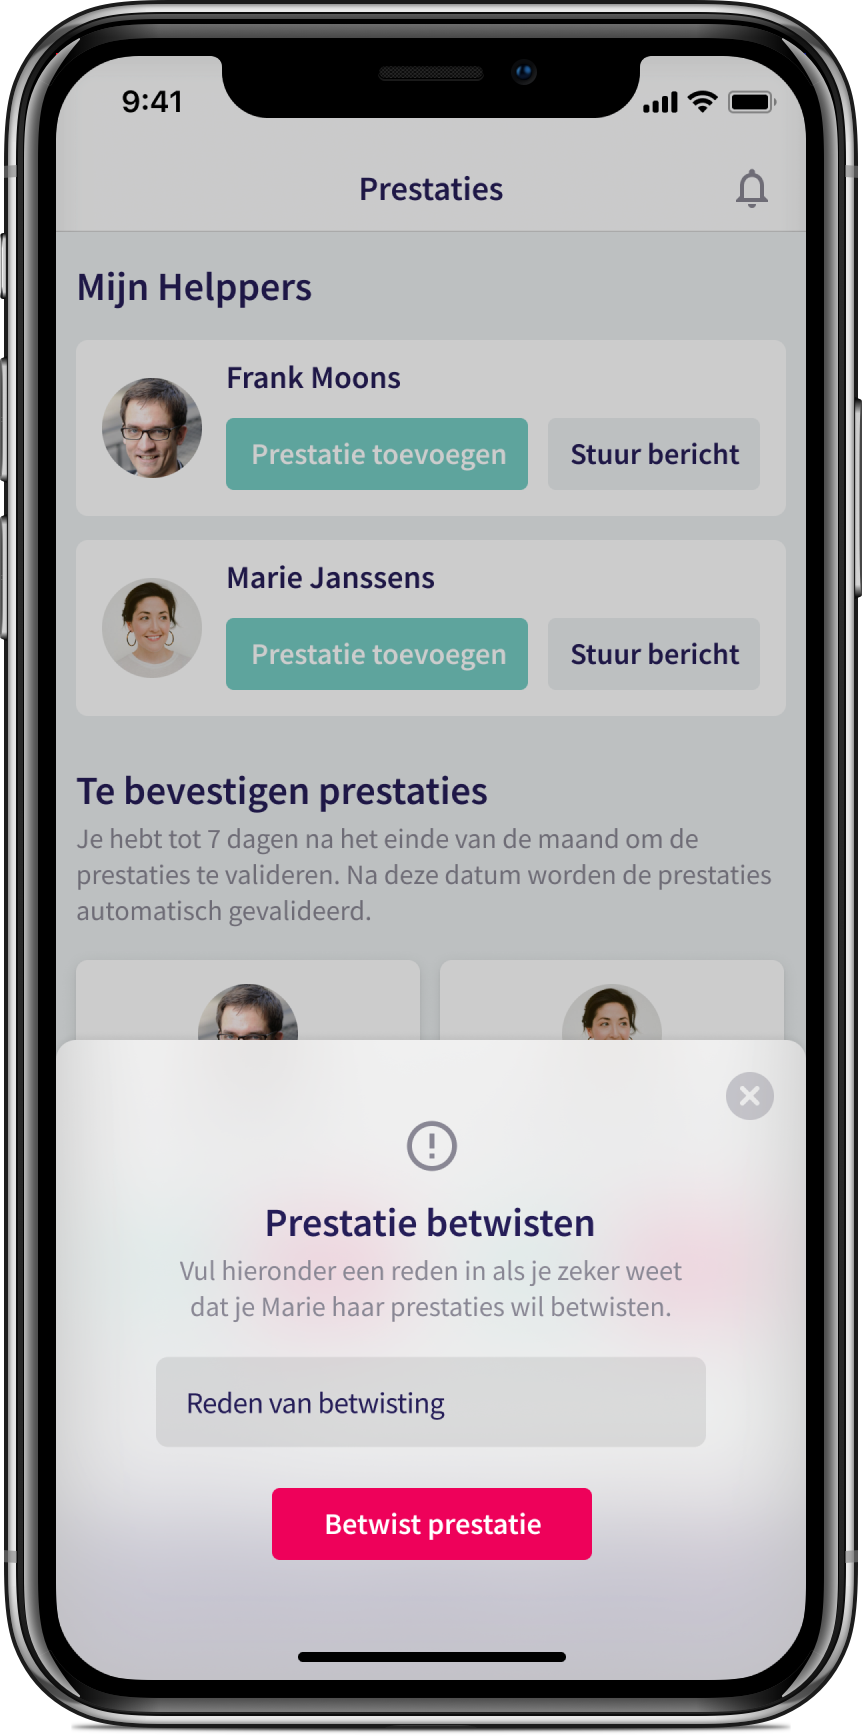 9:41
Prestaties
Mijn Helppers
Frank Moons
Prestatie toevoegen
Stuur bericht
Marie Janssens
Prestatie toevoegen
Stuur bericht
Te bevestigen prestaties
Je hebt tot 7 dagen na het einde van de maand om de
prestaties te valideren. Na deze datum worden de prestaties
automatisch gevalideerd.
Prestatie betwisten
Vul hieronder een reden in als je zeker weet
dat je Marie haar prestaties wil betwisten.
Reden van betwisting
Betwist prestatie